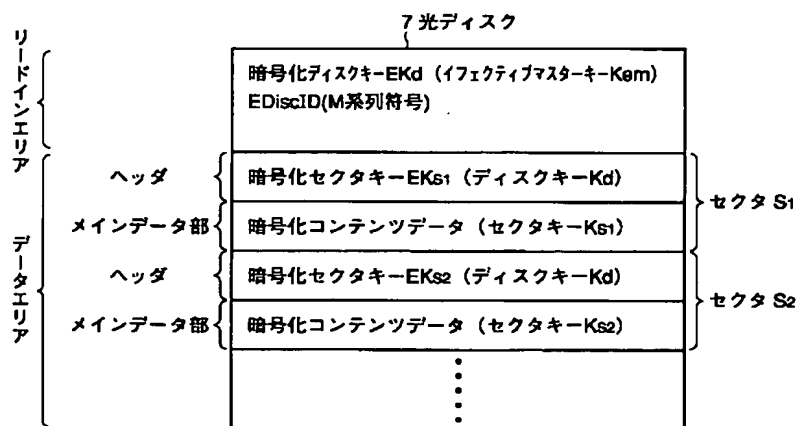 7 光ディスク
リードインエリア
暗号化ディスクキーEKd（イフェクティブマスターキーKem）
EDiscID(M系列符号)
データエリア
ヘッダ
暗号化セクタキーEKs1（ディスクキーKd）
セクタ S1
メインデータ部
暗号化コンテンツデータ（セクタキーKs1）
ヘッダ
暗号化セクタキーEKs2（ディスクキーKd）
セクタ S2
メインデータ部
暗号化コンテンツデータ（セクタキーKs2）